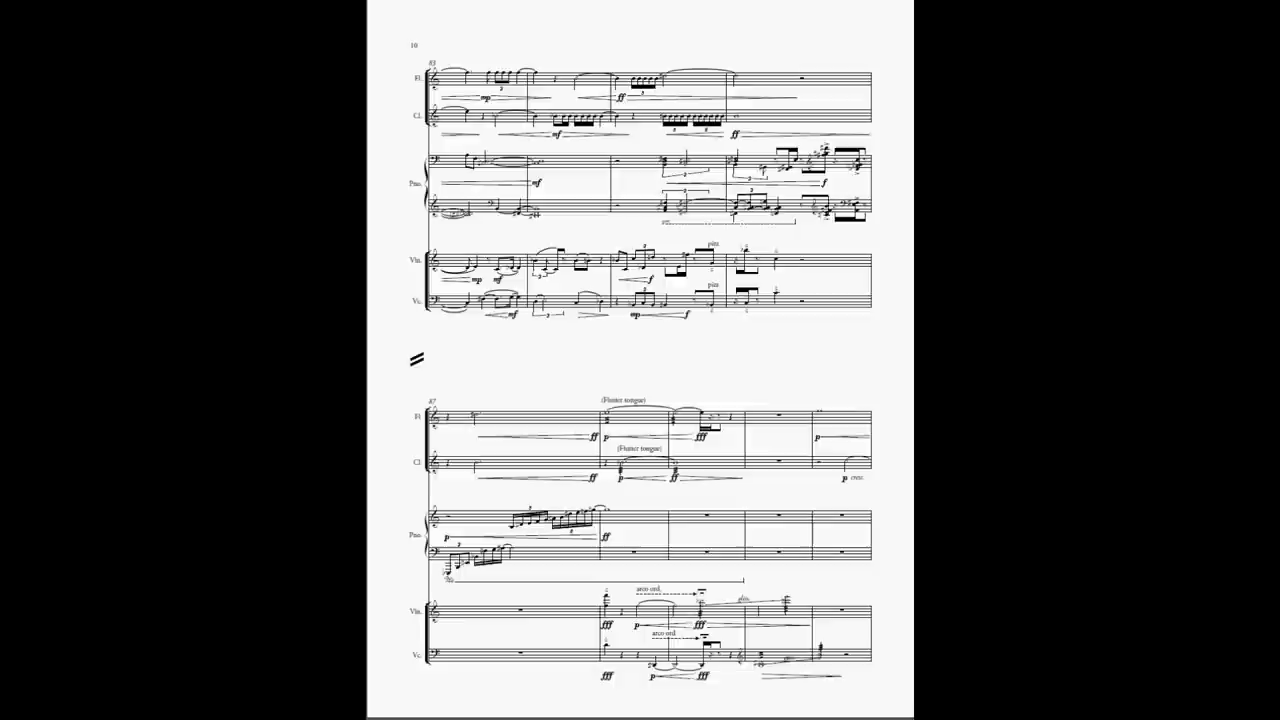 10
83
Fl.
mp
ff
Cl.
mf
ff
3
Pno.
mf
f
pizz
Vln.
mp
mf
f
pizz
Vc.
mf
mp
f
87
(Flutter tongue)
Fl
ff
p
fff
p
(Flutter tongue)
Cl
ff
p
ff
p cresc.
Pno.
p
ff
arco ord.
Vln.
fff
p
fff
arco ord
Vc.
fff
p
fff